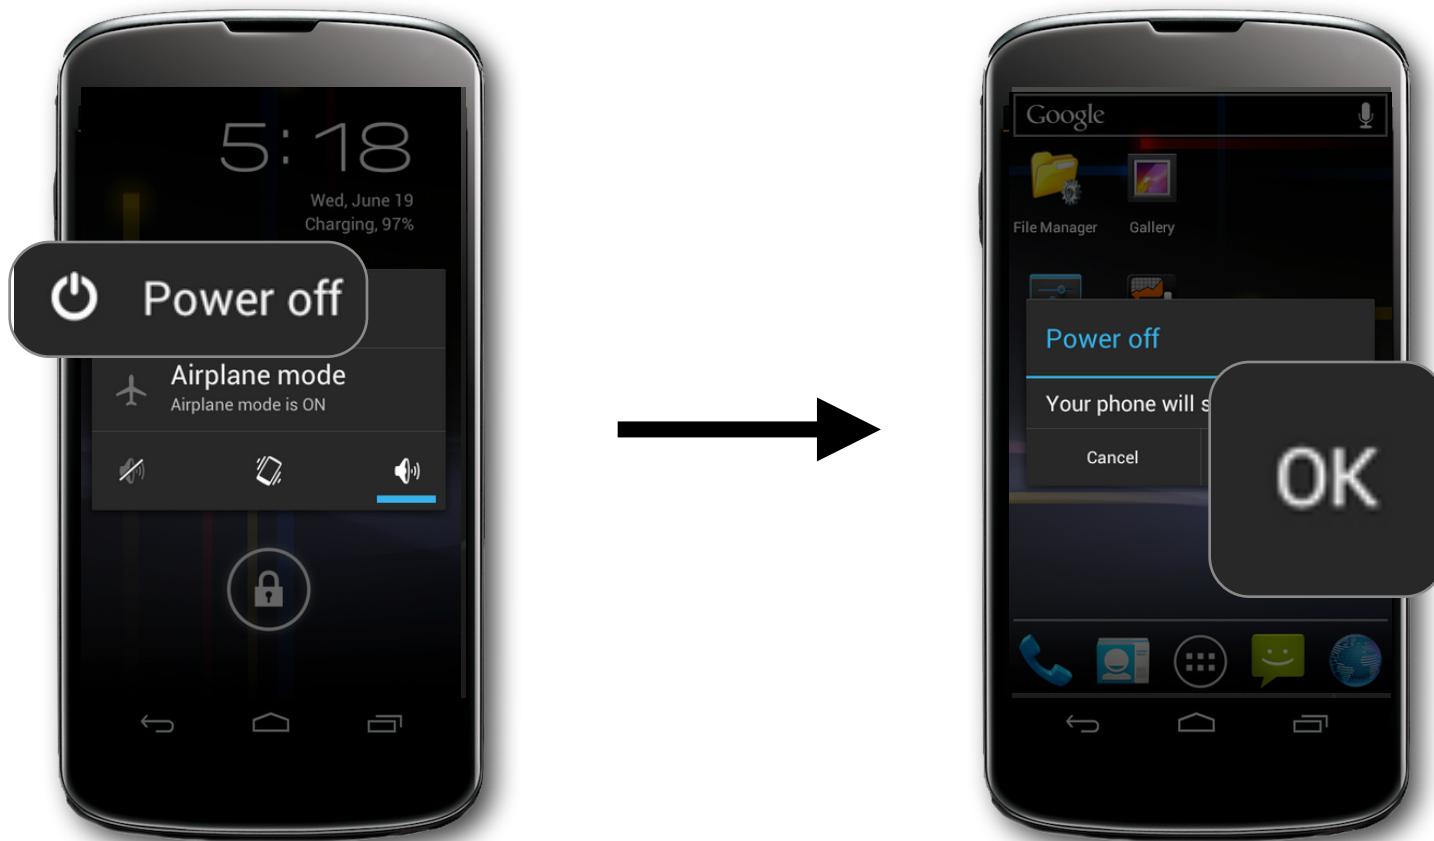 5:18
Wed, June 19
Charging, 97%
Power off
Airplane mode
Airplane mode is ON
Google
File Manager Gallery
Power off
Your phone will s
Cancel
OK